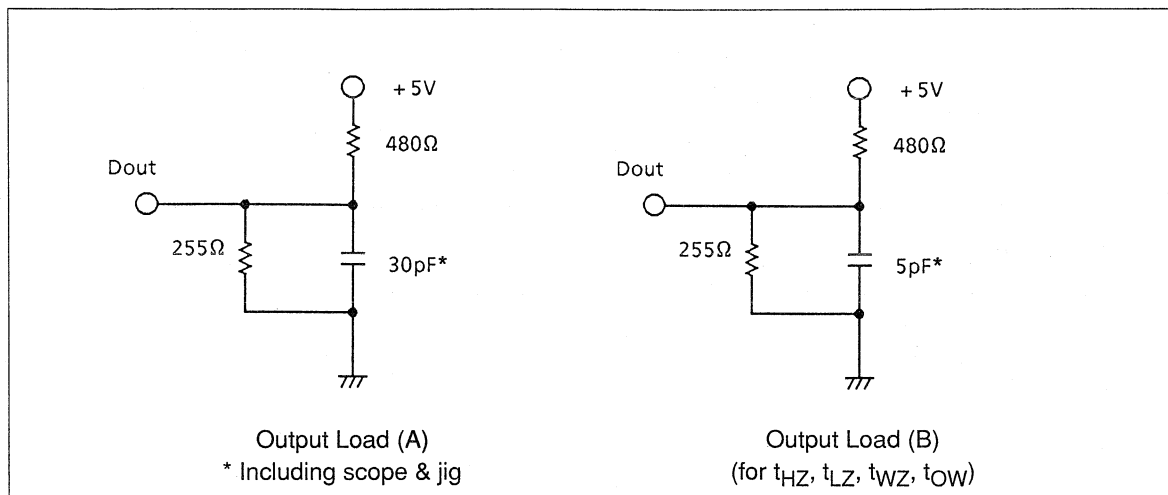 +5V
480Ω
Dout
255Ω
30pF*
Output Load (A)
* Including scope & jig
+5V
480Ω
Dout
255Ω
5pF*
Output Load (B)
(for tHZ, tLZ, tWZ, tOW)